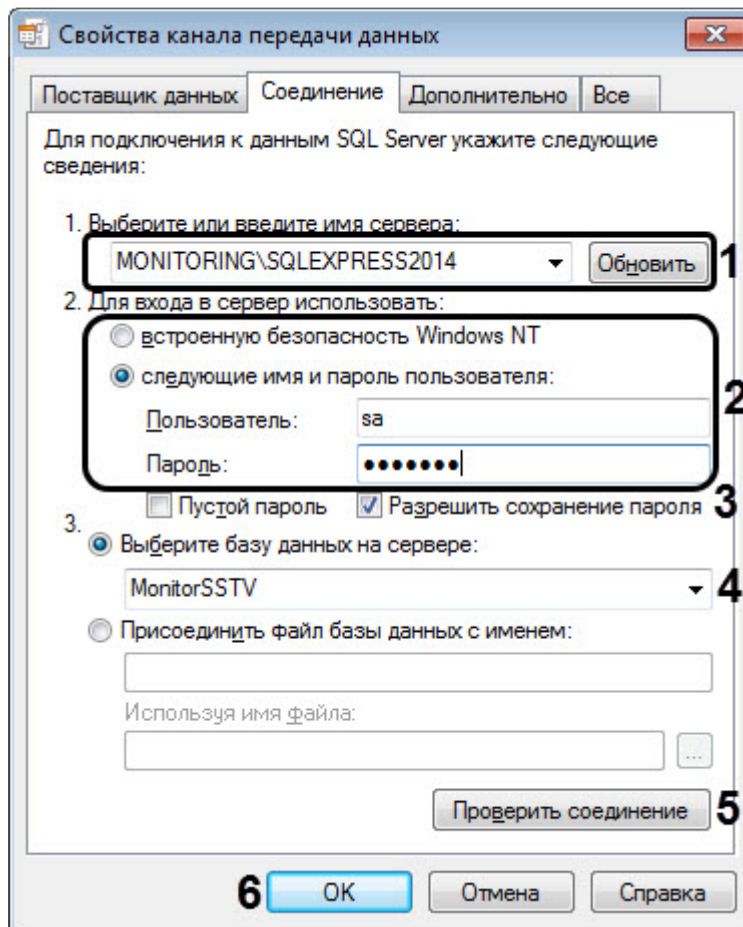 Свойства канала передачи данных
Поставщик данных Соединение Дополнительно Все
Для подключения к данным SQL Server укажите следующие
сведения:
1. Выберите или введите имя сервера:
MONITORING\SQLEXPRESS2014 Обновить 1
2. Для входа в сервер использовать:
встроенную безопасность Windows NT
следующие имя и пароль пользователя:
2
Пользователь: sa
Пароль: •••••••
Пустой пароль Разрешить сохранение пароля 3
3.
Выберите базу данных на сервере:
MonitorSSTV 4
Присоединить файл базы данных с именем:
Используя имя файла:
...
Проверить соединение 5
6 OK Отмена Справка